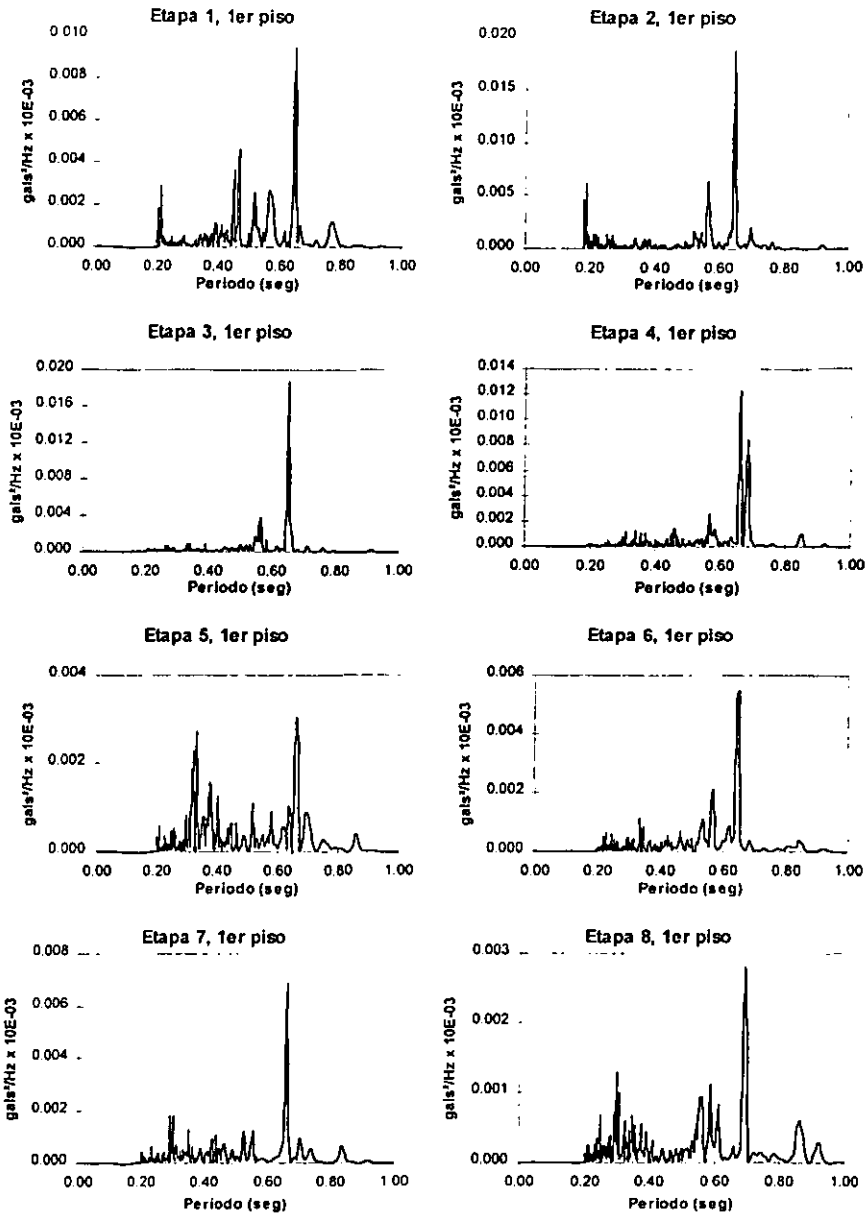 Etapa 1, 1er piso
0.010
0.008
0.006
0.004
0.002
0.000
gals²/Hz x 10E-03
0.00 0.20 0.40 0.60 0.80 1.00
Periodo (seg)
Etapa 2, 1er piso
0.020
0.015
0.010
0.005
0.000
gals²/Hz x 10E-03
0.00 0.20 0.40 0.60 0.80 1.00
Periodo (seg)
Etapa 3, 1er piso
0.020
0.016
0.012
0.008
0.004
0.000
gals²/Hz x 10E-03
0.00 0.20 0.40 0.60 0.80 1.00
Periodo (seg)
Etapa 4, 1er piso
0.014
0.012
0.010
0.008
0.006
0.004
0.002
0.000
gals²/Hz x 10E-03
0.00 0.20 0.40 0.60 0.80 1.00
Periodo (seg)
Etapa 5, 1er piso
0.004
0.002
0.000
gals²/Hz x 10E-03
0.00 0.20 0.40 0.60 0.80 1.00
Periodo (seg)
Etapa 6, 1er piso
0.006
0.004
0.002
0.000
gals²/Hz x 10E-03
0.00 0.20 0.40 0.60 0.80 1.00
Periodo (seg)
Etapa 7, 1er piso
0.008
0.006
0.004
0.002
0.000
gals²/Hz x 10E-03
0.00 0.20 0.40 0.60 0.80 1.00
Periodo (seg)
Etapa 8, 1er piso
0.003
0.002
0.001
0.000
gals²/Hz x 10E-03
0.00 0.20 0.40 0.60 0.80 1.00
Periodo (seg)